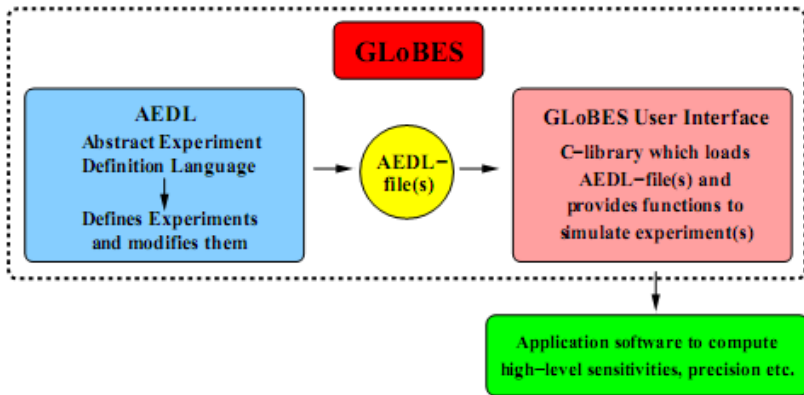 GLoBES
AEDL
Abstract Experiment
Definition Language
Defines Experiments
and modifies them
AEDL−
file(s)
GLoBES User Interface
C−library which loads
AEDL−file(s) and
provides functions to
simulate experiment(s)
Application software to compute
high−level sensitivities, precision etc.